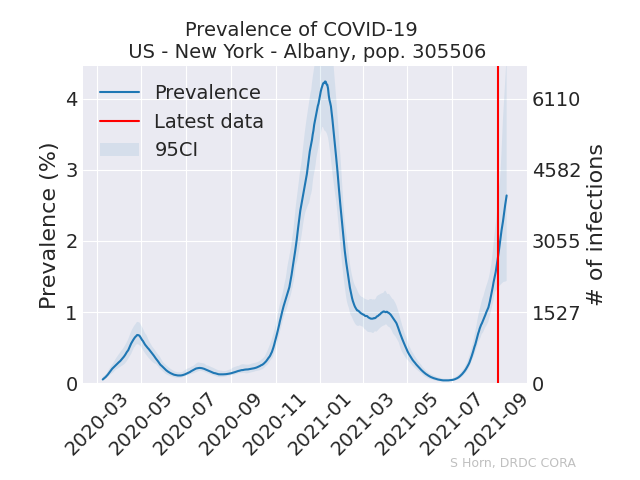 Prevalence of COVID-19
US - New York - Albany, pop. 305506
Prevalence
Latest data
95CI
Prevalence (%)
4
3
2
1
0
6110
4582
3055
1527
0
# of infections
2020-03
2020-05
2020-07
2020-09
2020-11
2021-01
2021-03
2021-05
2021-07
2021-09
S Horn, DRDC CORA